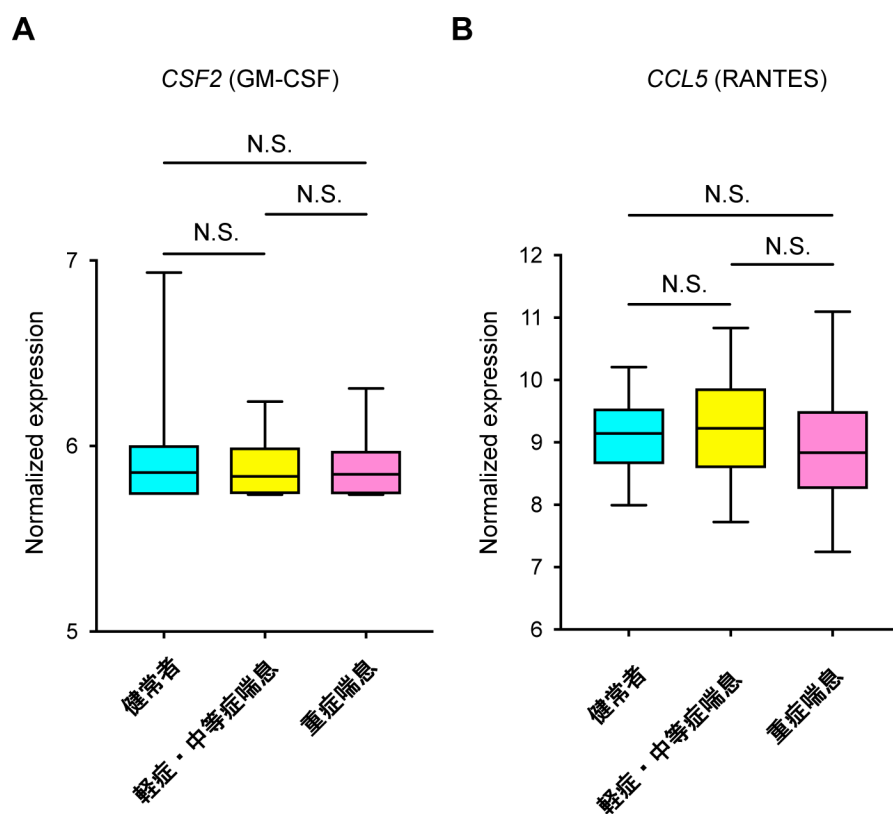 A
CSF2 (GM-CSF)
N.S.
N.S.
N.S.
Normalized expression
7
6
5
健常者
軽症・中等症喘息
重症喘息
B
CCL5 (RANTES)
N.S.
N.S.
N.S.
Normalized expression
12
11
10
9
8
7
6
健常者
軽症・中等症喘息
重症喘息